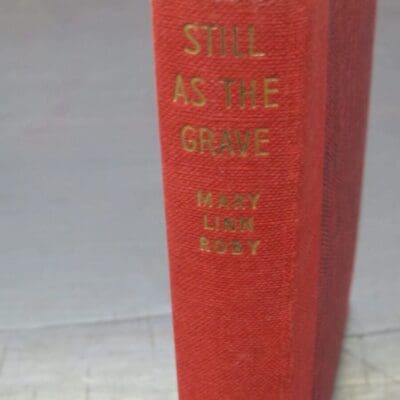 STILL
AS THE
GRAVE
MARY
LINN
ROBY